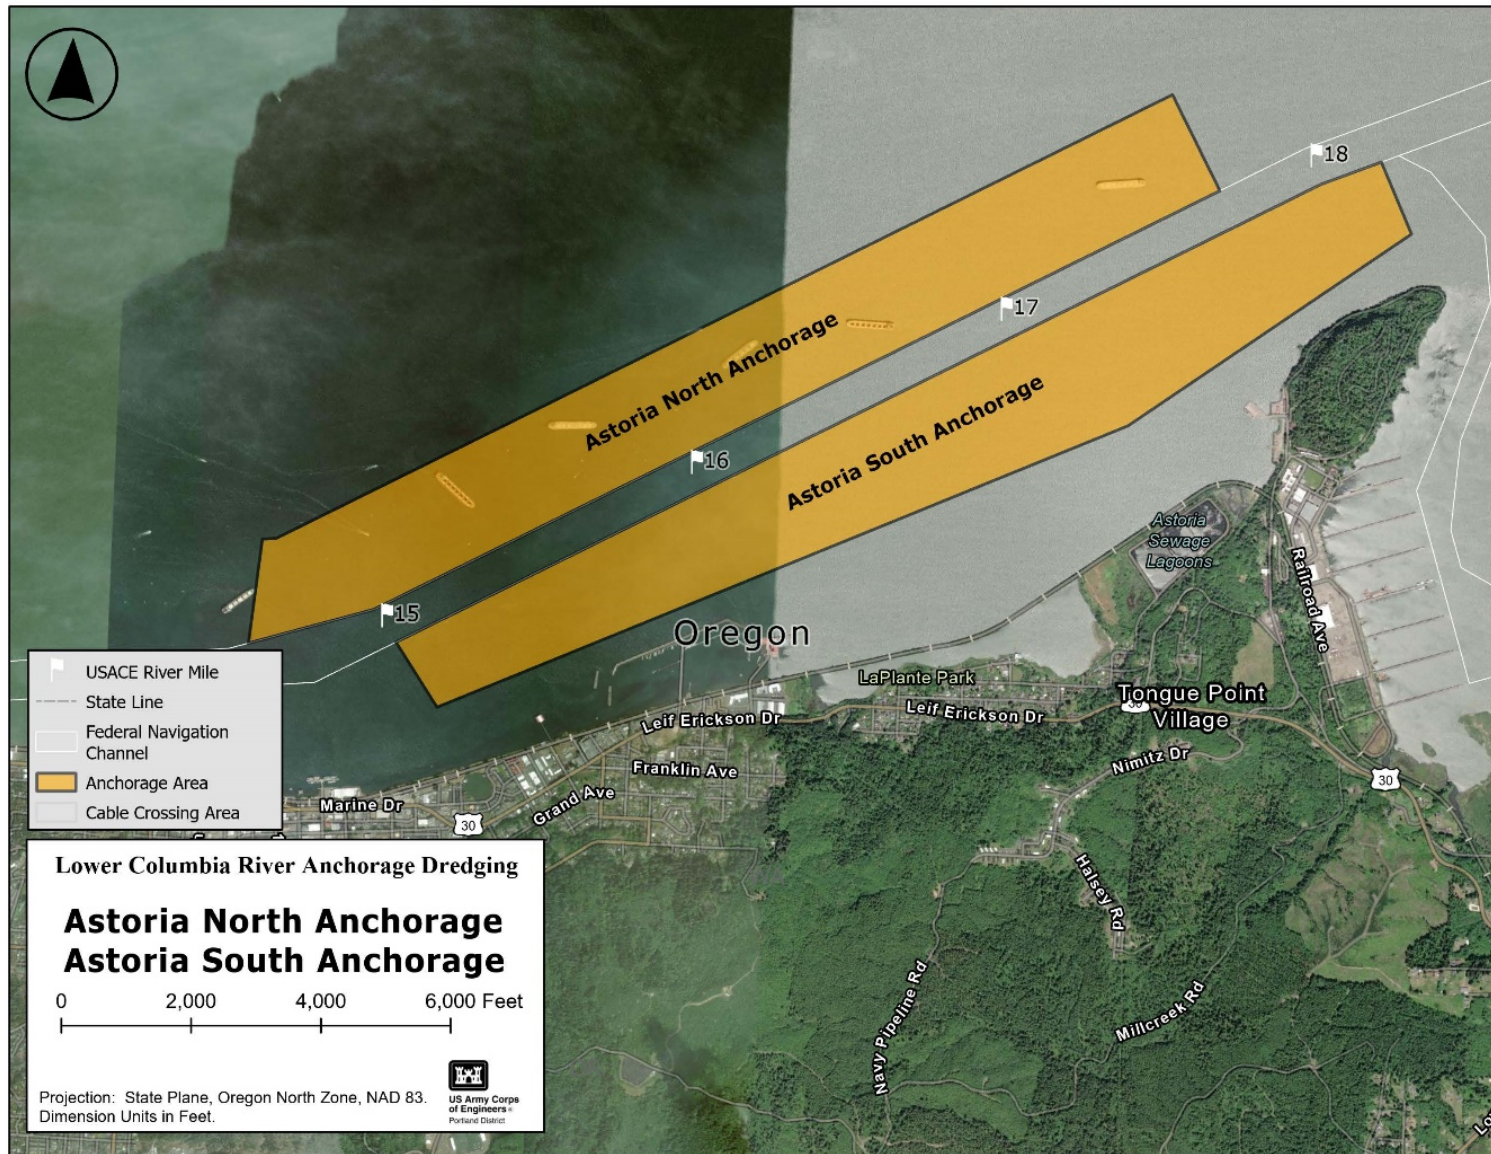 18
17
Astoria North Anchorage
Astoria South Anchorage
16
15
Astoria
Sewage
Lagoons
Railroad Ave
Oregon
LaPlante Park
Leif Erickson Dr
Leif Erickson Dr
Tongue Point
Village
30
Nimitz Dr
Franklin Ave
Grand Ave
Marine Dr
30
30
Halsey Rd
Navy Pipeline Rd
Millcreek Rd
USACE River Mile
State Line
Federal Navigation
Channel
Anchorage Area
Cable Crossing Area
Lower Columbia River Anchorage Dredging
Astoria North Anchorage
Astoria South Anchorage
0 2,000 4,000 6,000 Feet
Projection: State Plane, Oregon North Zone, NAD 83.
Dimension Units in Feet.
US Army Corps
of Engineers®
Portland District